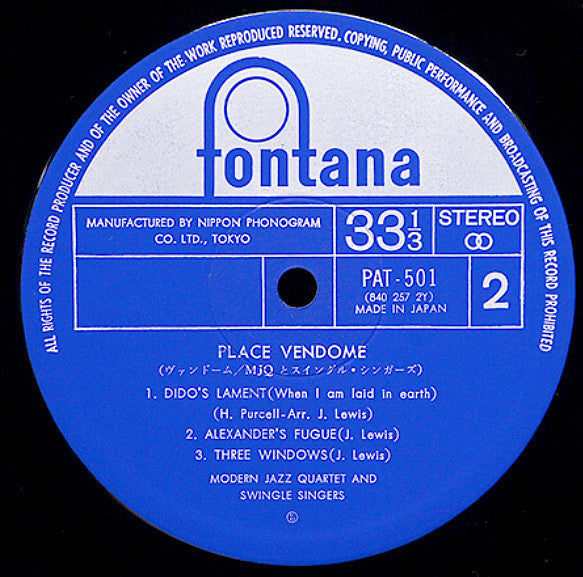 ALL RIGHTS OF THE RECORD PRODUCER AND OF THE OWNER OF THE WORK REPRODUCED RESERVED. COPYING, PUBLIC PERFORMANCE AND BROADCASTING OF THIS RECORD PROHIBITED
fontana
MANUFACTURED BY NIPPON PHONOGRAM
CO. LTD., TOKYO
33 1/3
STEREO
PAT-501
(840 257 2Y)
MADE IN JAPAN
2
PLACE VENDOME
(ヴァンドーム/MjQ とスイングル・シンガーズ)
1. DIDO'S LAMENT(When I am laid in earth)
(H. Purcell-Arr. J. Lewis)
2. ALEXANDER'S FUGUE(J. Lewis)
3. THREE WINDOWS(J. Lewis)
MODERN JAZZ QUARTET AND
SWINGLE SINGERS